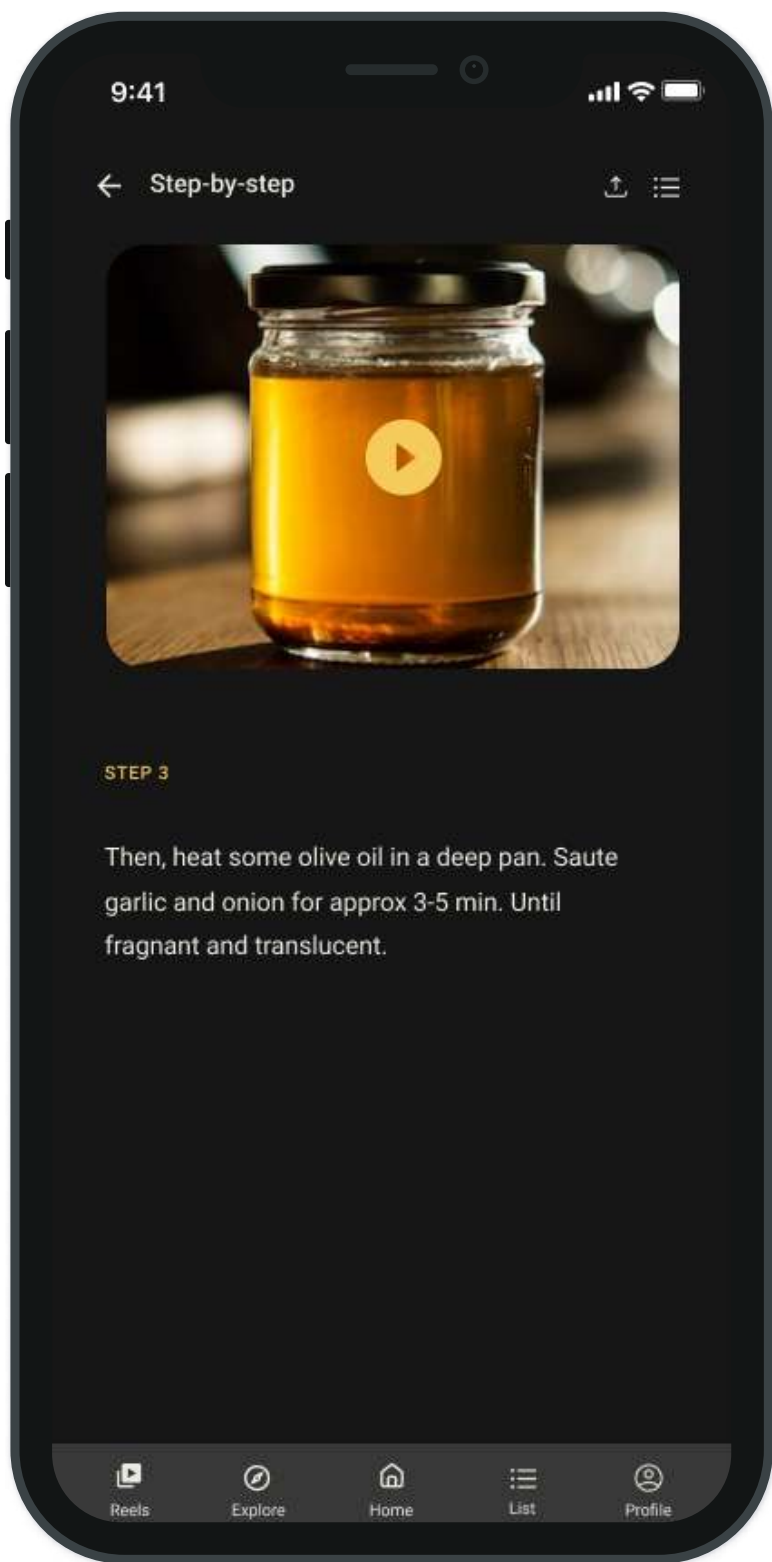 9:41
Step-by-step
STEP 3
Then, heat some olive oil in a deep pan. Saute
garlic and onion for approx 3-5 min. Until
fragnant and translucent.
Reels Explore Home List Profile